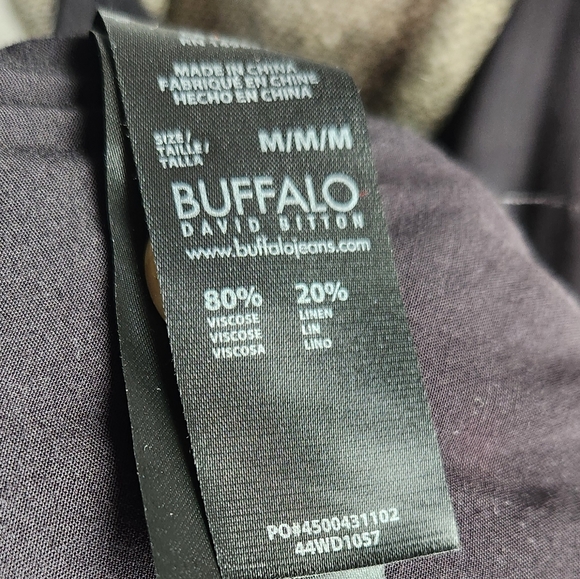 MADE IN CHINA
FABRIQUÉ EN CHINE
HECHO EN CHINA
SIZE /
TAILLE /
TALLA
M/M/M
BUFFALO
DAVID BITTON
www.buffalojeans.com
80% 20%
VISCOSE LINEN
VISCOSE LIN
VISCOSA LINO
PO#4500431102
44WD1057